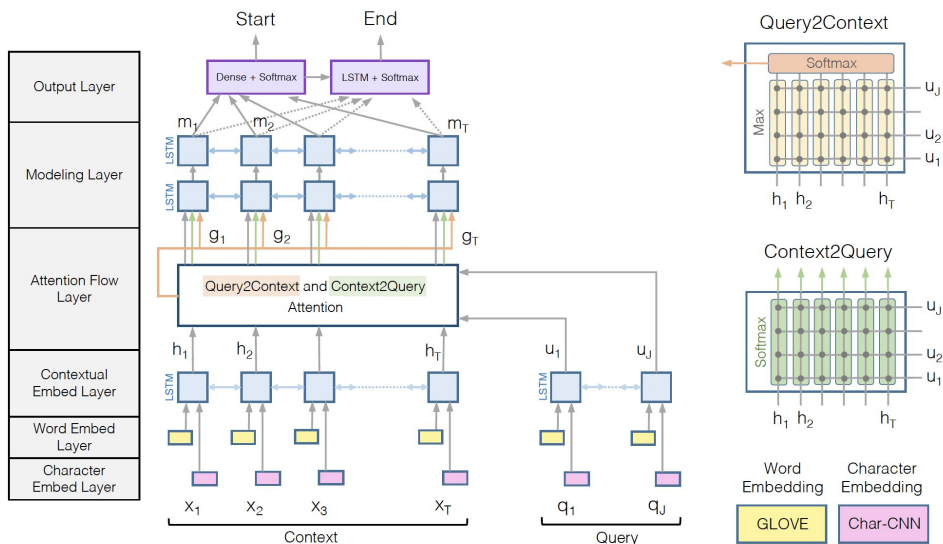 Start
End
Query2Context
Output Layer
Dense + Softmax
LSTM + Softmax
Softmax
Max
u_J
u_2
u_1
h_1
h_2
h_T
m_1
m_2
m_T
LSTM
Modeling Layer
LSTM
g_1
g_2
g_T
Attention Flow
Layer
Query2Context and Context2Query
Attention
Context2Query
Softmax
u_J
u_2
u_1
h_1
h_2
h_T
h_1
h_2
h_T
u_1
u_J
Contextual
Embed Layer
LSTM
LSTM
Word Embed
Layer
Character
Embed Layer
x_1
x_2
x_3
x_T
q_1
q_J
Context
Query
Word
Embedding
Character
Embedding
GLOVE
Char-CNN